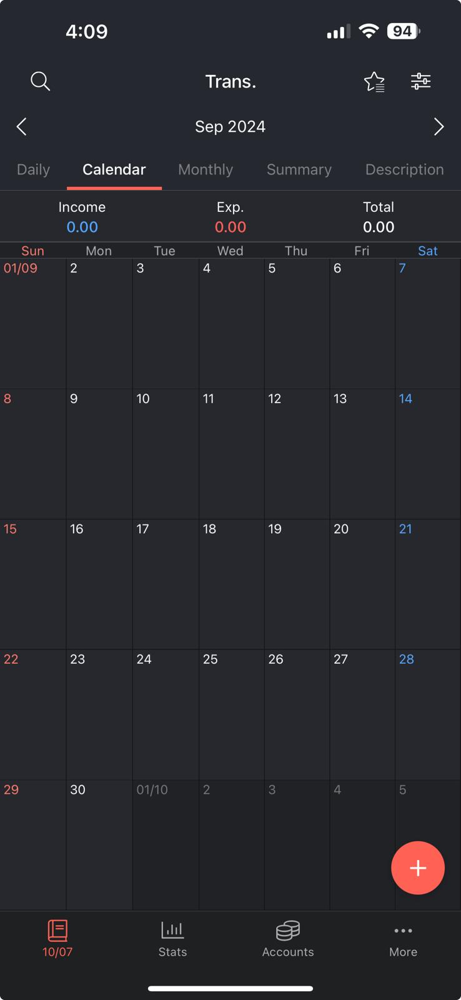 4:09 94
Trans.
Sep 2024
Daily Calendar Monthly Summary Description
Income Exp. Total
0.00 0.00 0.00
Sun Mon Tue Wed Thu Fri Sat
01/09 2 3 4 5 6 7
8 9 10 11 12 13 14
15 16 17 18 19 20 21
22 23 24 25 26 27 28
29 30 01/10 2 3 4 5
10/07 Stats Accounts More